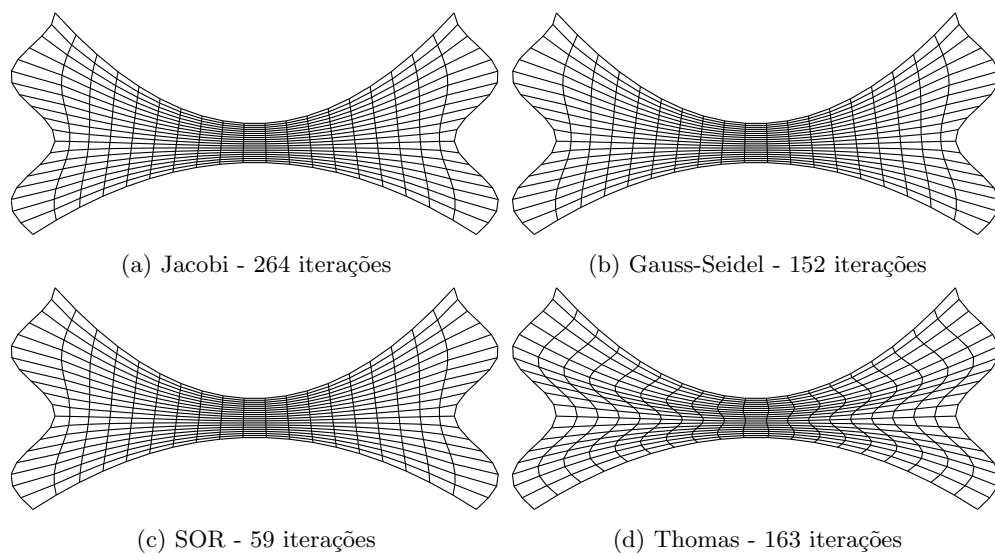 (a) Jacobi - 264 iterações
(b) Gauss-Seidel - 152 iterações
(c) SOR - 59 iterações
(d) Thomas - 163 iterações